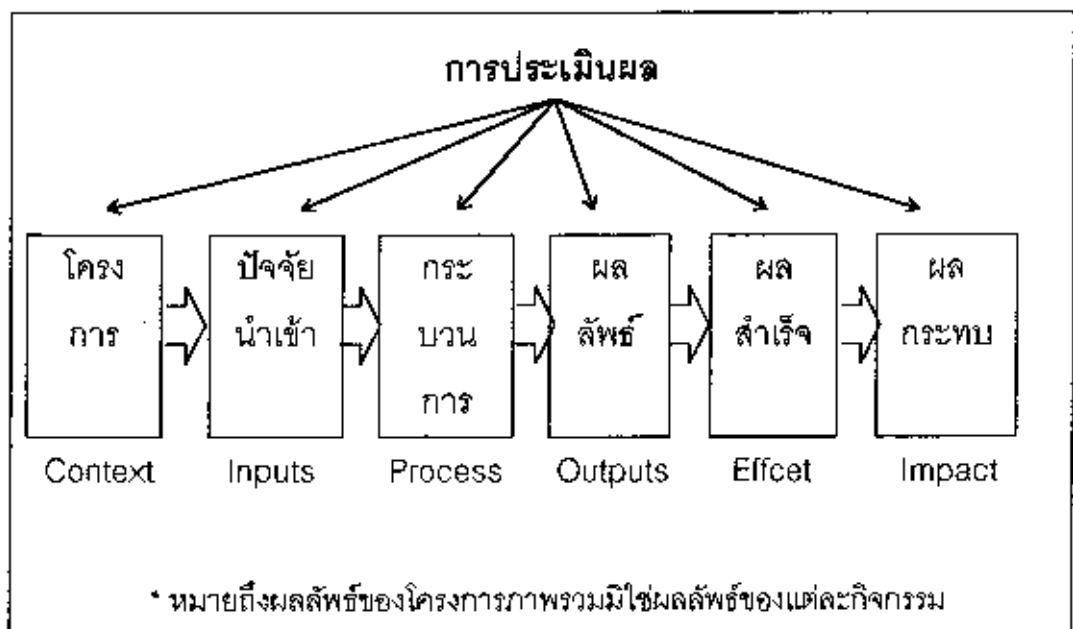 การประเมินผล
โครง
การ
ปัจจัย
นำเข้า
กระ
บวน
การ
ผล
ลัพธ์
ผล
สำเร็จ
ผล
กระทบ
Context
Inputs
Process
Outputs
Effcet
Impact
* หมายถึงผลลัพธ์ของโครงการภาพรวมมิใช่ผลลัพธ์ของแต่ละกิจกรรม